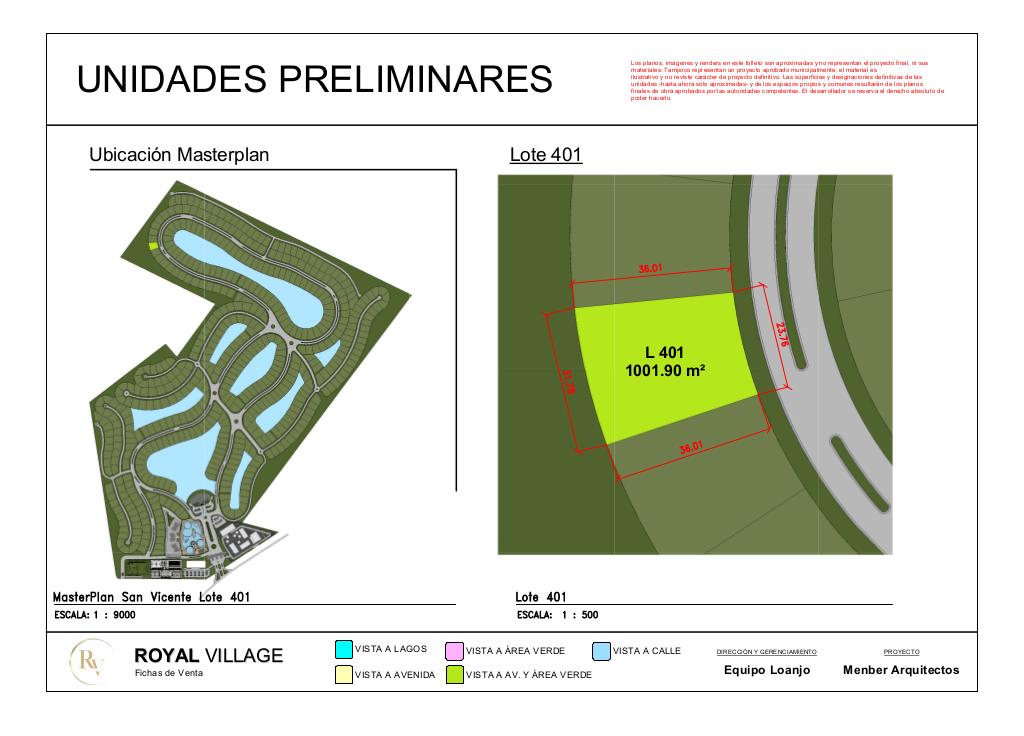 UNIDADES PRELIMINARES
Los planos, imágenes y renders en este folleto son aproximadas y no representan el proyecto final, ni sus
materiales. Tampoco representan un proyecto aprobado municipalmente, el material es
ilustrativo y no reviste carácter de proyecto definitivo. Las superficies y designaciones definitivas de las
unidades -hasta ahora sólo aproximadas- y de los espacios propios y comunes resultarán de los planos
finales de obra aprobados por las autoridades competentes. El desarrollador se reserva el derecho absoluto de
poder hacerlo.
Ubicación Masterplan
Lote 401
36.01
23.76
L 401
1001.90 m²
31.78
36.01
MasterPlan San Vicente Lote 401
ESCALA: 1 : 9000
Lote 401
ESCALA: 1 : 500
RV
ROYAL VILLAGE
Fichas de Venta
VISTA A LAGOS
VISTA A ÁREA VERDE
VISTA A CALLE
VISTA A AVENIDA
VISTA A AV. Y ÁREA VERDE
DIRECCIÓN Y GERENCIAMIENTO
Equipo Loanjo
PROYECTO
Menber Arquitectos